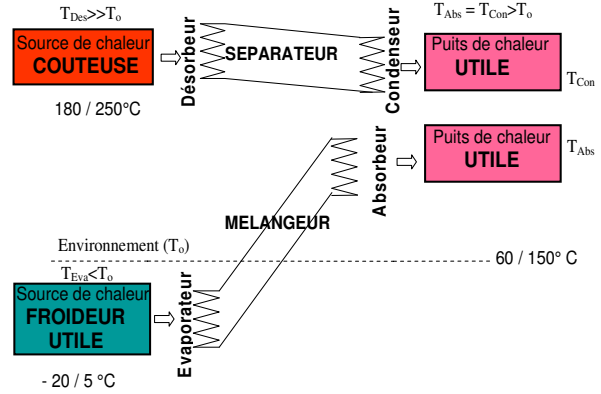 T_Des>>T_o
T_Abs = T_Con>T_o
Source de chaleur
COUTEUSE
Désorbeur
SEPARATEUR
Condenseur
Puits de chaleur
UTILE
T_Con
180 / 250°C
Puits de chaleur
UTILE
T_Abs
Absorbeur
MELANGEUR
Environnement (T_o)
60 / 150° C
T_Eva<T_o
Source de chaleur
FROIDEUR
UTILE
Evaporateur
- 20 / 5 °C